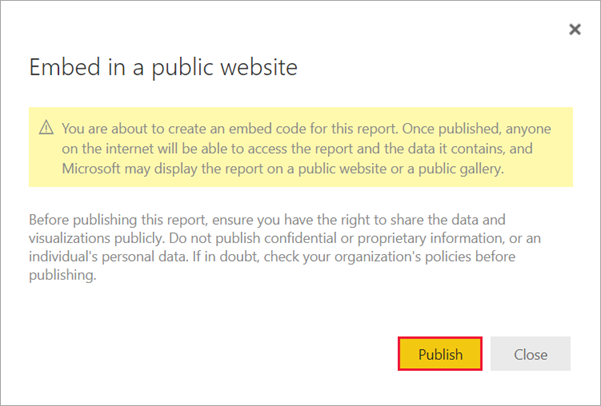 Embed in a public website
You are about to create an embed code for this report. Once published, anyone
on the internet will be able to access the report and the data it contains, and
Microsoft may display the report on a public website or a public gallery.
Before publishing this report, ensure you have the right to share the data and
visualizations publicly. Do not publish confidential or proprietary information, or an
individual's personal data. If in doubt, check your organization's policies before
publishing.
Publish
Close